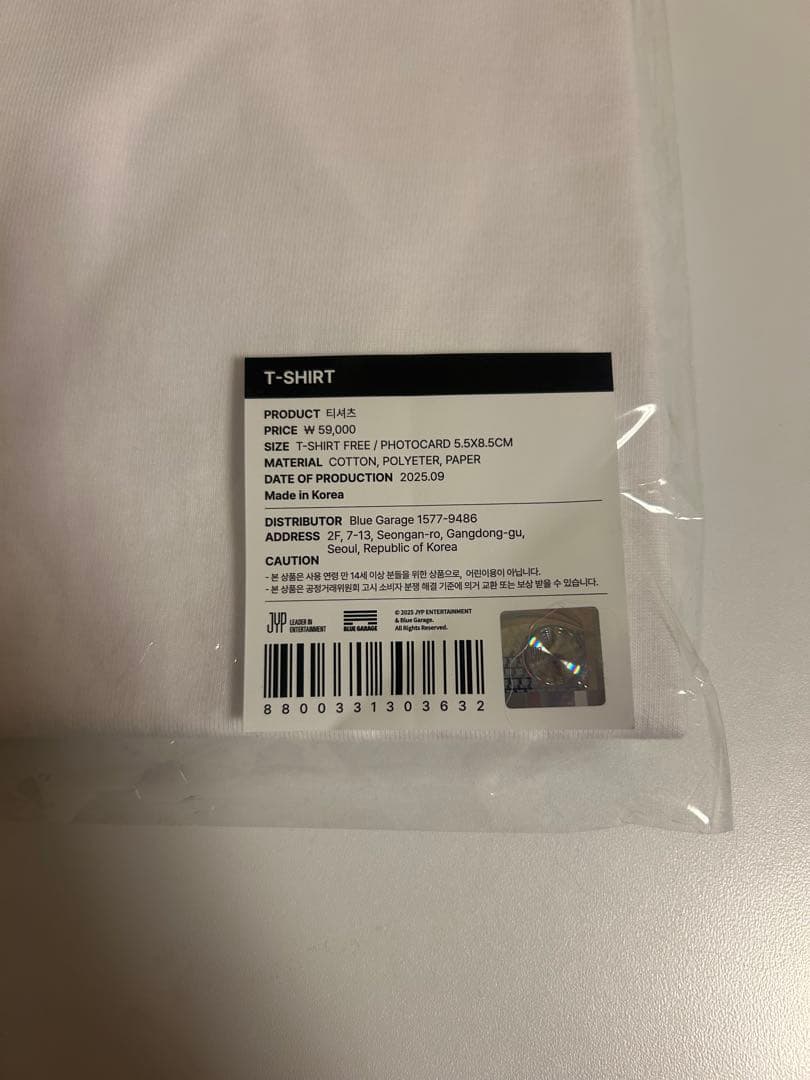 T-SHIRT
PRODUCT 티셔츠
PRICE ₩ 59,000
SIZE T-SHIRT FREE / PHOTOCARD 5.5X8.5CM
MATERIAL COTTON, POLYETER, PAPER
DATE OF PRODUCTION 2025.09
Made in Korea
DISTRIBUTOR Blue Garage 1577-9486
ADDRESS 2F, 7-13, Seongan-ro, Gangdong-gu,
Seoul, Republic of Korea
CAUTION
- 본 상품은 사용 연령 만 14세 이상 분들을 위한 상품으로, 어린이용이 아닙니다.
- 본 상품은 공정거래위원회 고시 소비자 분쟁 해결 기준에 의거 교환 또는 보상 받을 수 있습니다.
JYP LEADER IN
ENTERTAINMENT
BLUE GARAGE
© 2025 JYP ENTERTAINMENT
& Blue Garage.
All Rights Reserved.
8800331303632